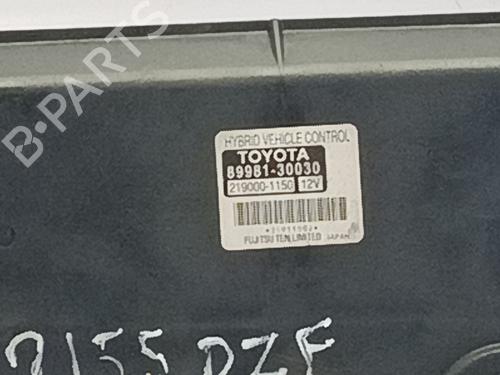 B-PARTS
HYBRID VEHICLE CONTROL
TOYOTA
89981-30030
219000-1150 12V
FUJITSU TEN LIMITED JAPAN
2155 DZF